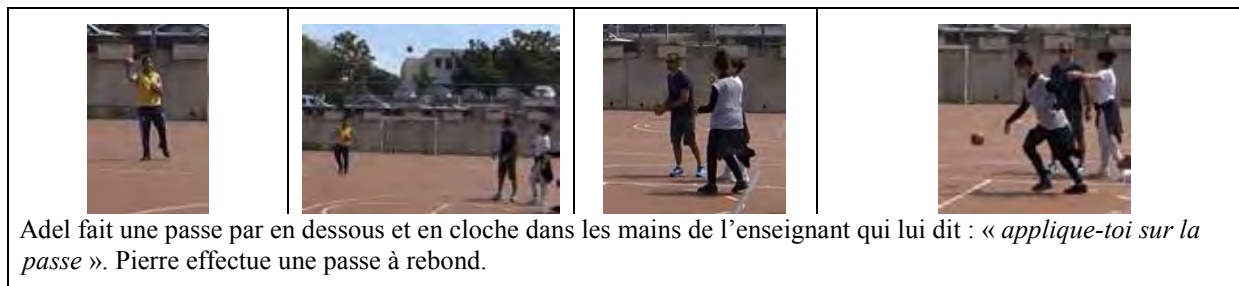 Adel fait une passe par en dessous et en cloche dans les mains de l’enseignant qui lui dit : « applique-toi sur la
passe ». Pierre effectue une passe à rebond.